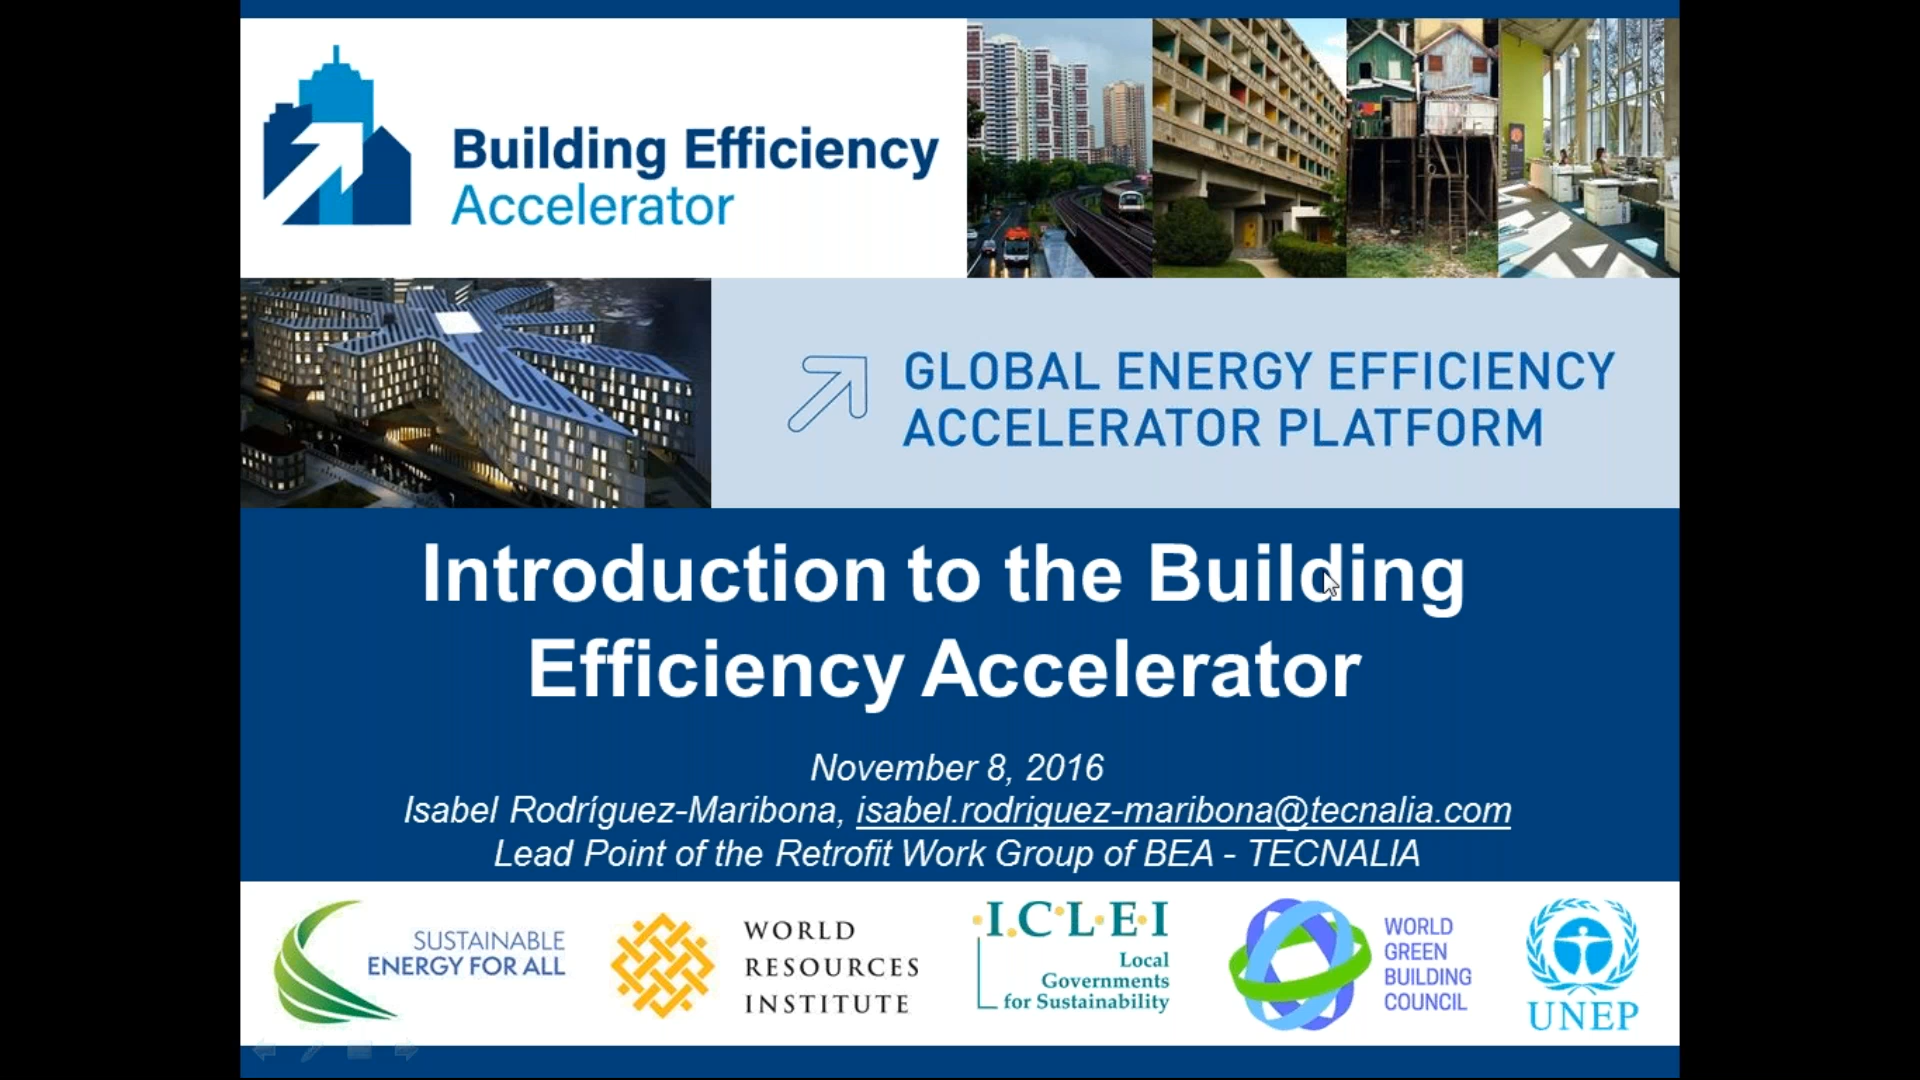 Building Efficiency
Accelerator
GLOBAL ENERGY EFFICIENCY
ACCELERATOR PLATFORM
Introduction to the Building
Efficiency Accelerator
November 8, 2016
Isabel Rodríguez-Maribona, isabel.rodriguez-maribona@tecnalia.com
Lead Point of the Retrofit Work Group of BEA - TECNALIA
SUSTAINABLE
ENERGY FOR ALL
WORLD
RESOURCES
INSTITUTE
I.C.L.E.I
Local
Governments
for Sustainability
WORLD
GREEN
BUILDING
COUNCIL
UNEP